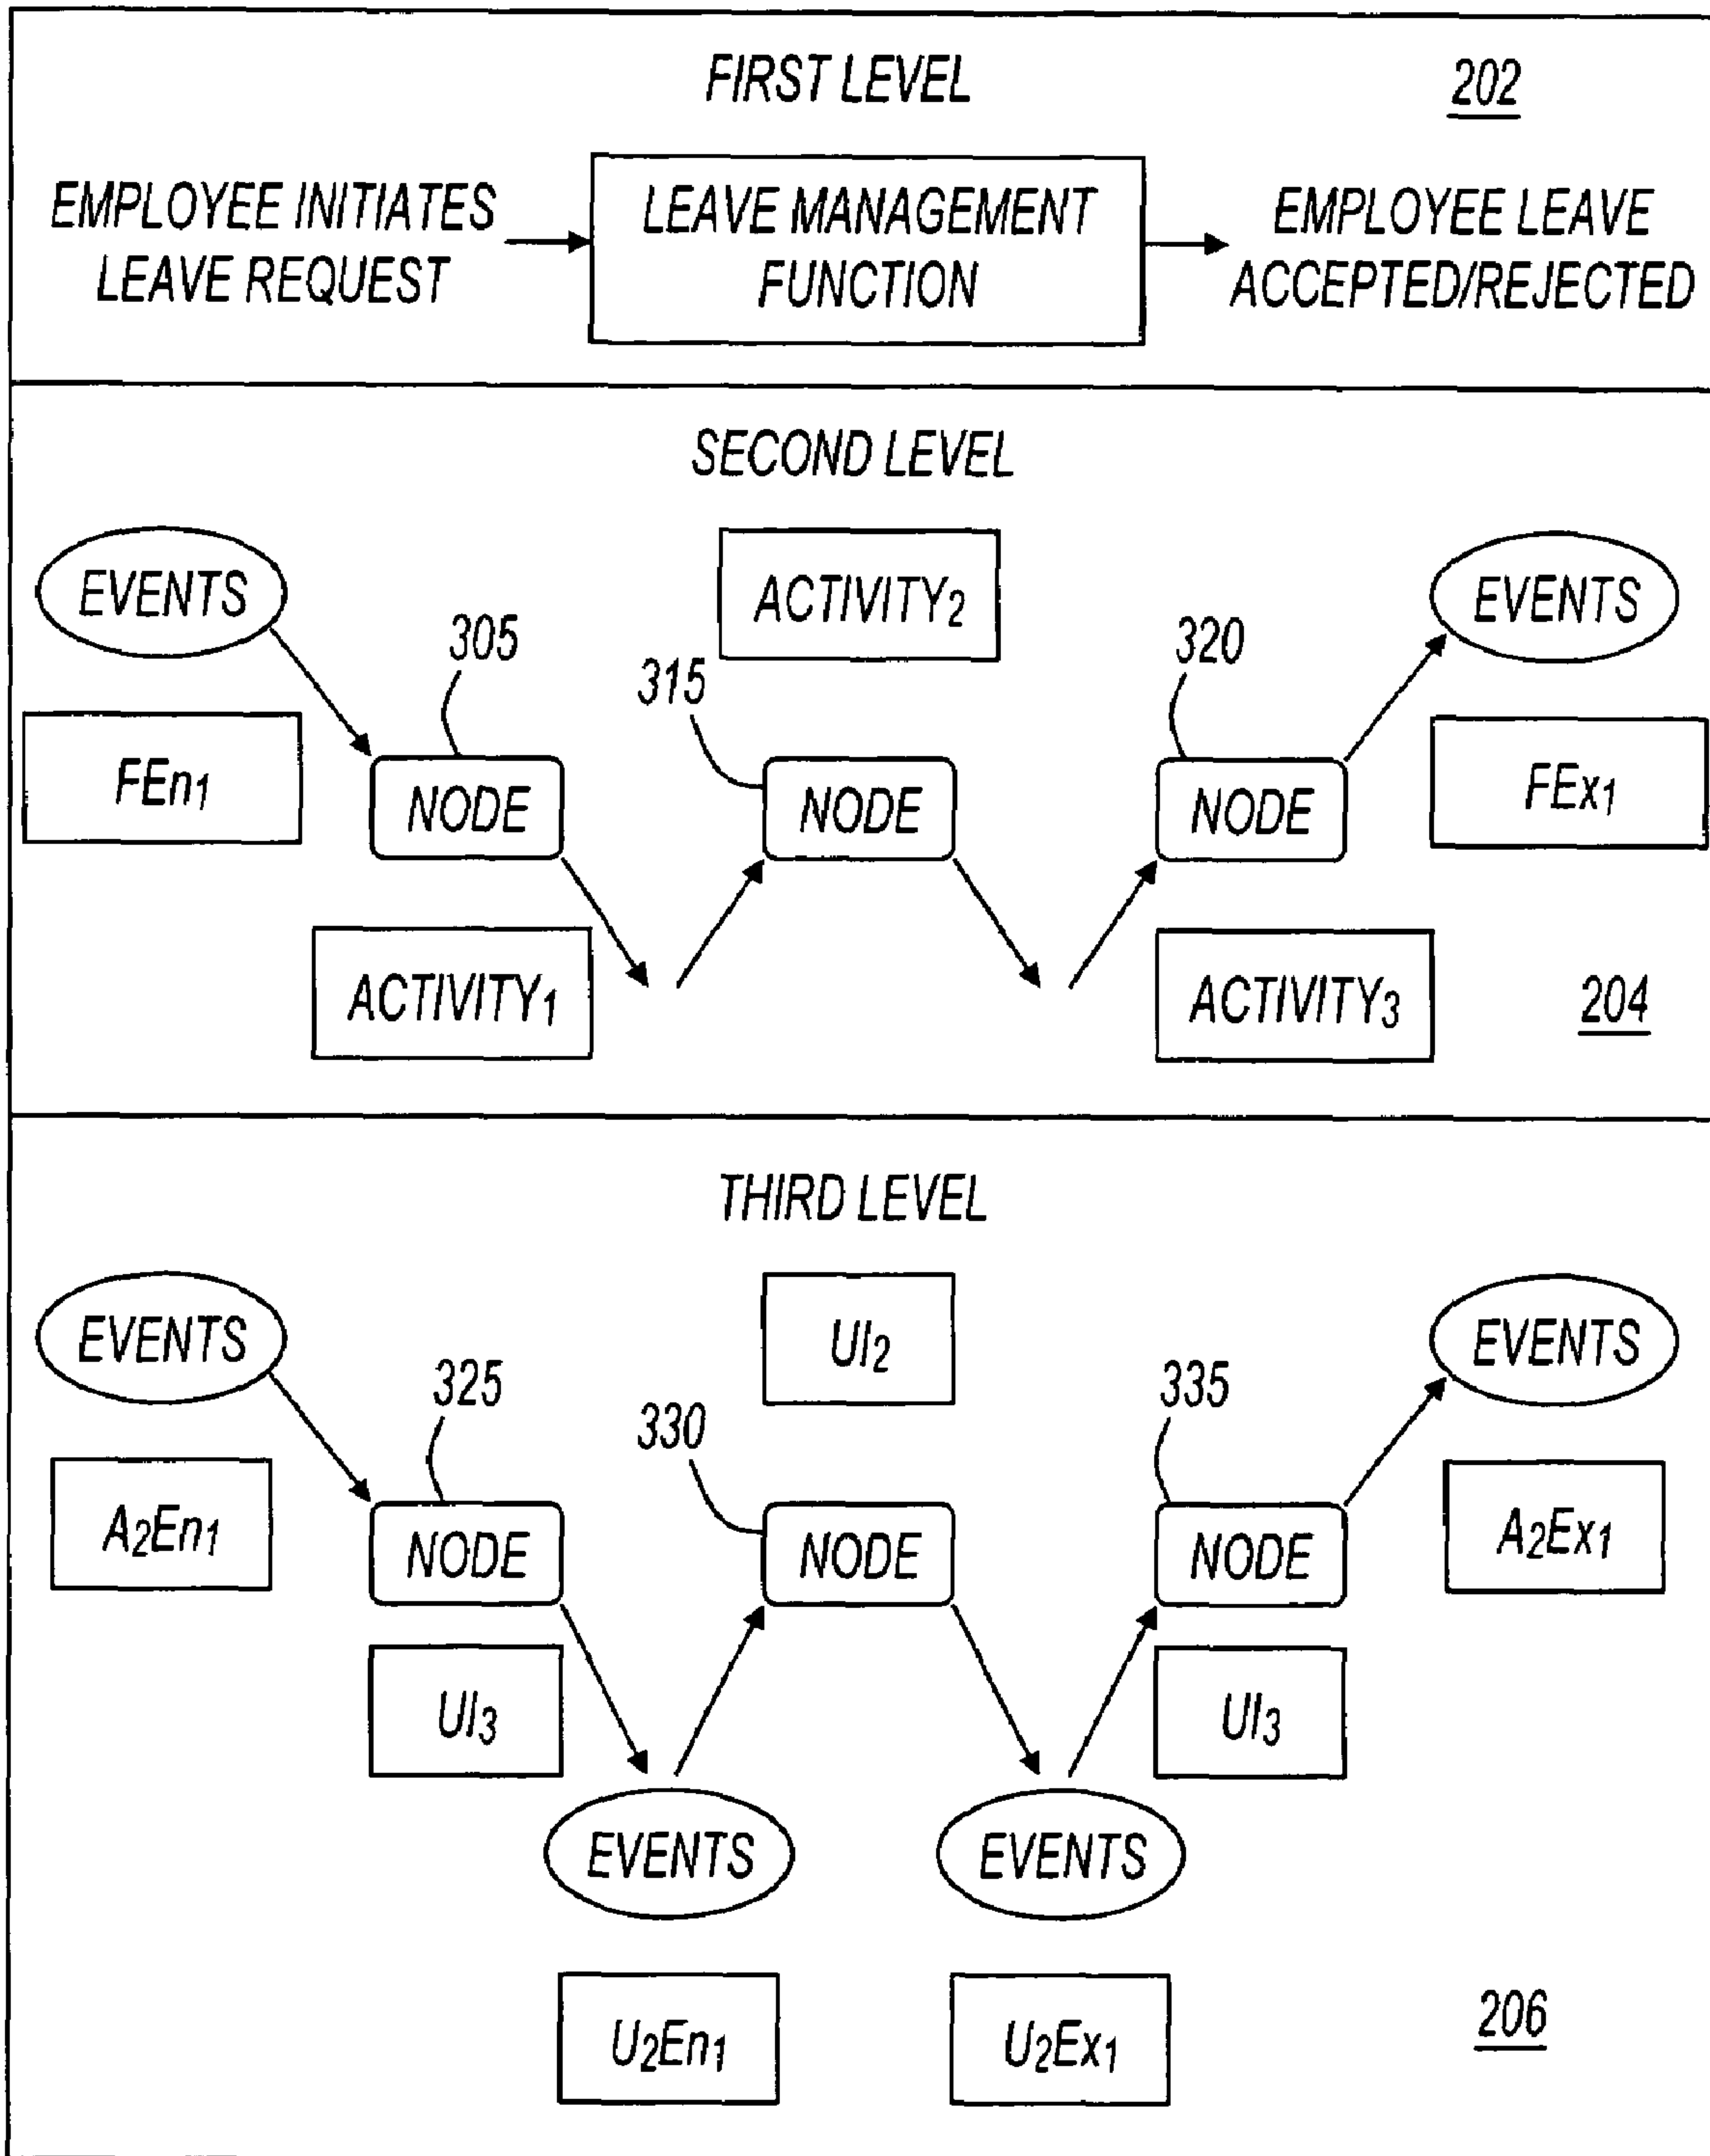 FIRST LEVEL
202
EMPLOYEE INITIATES
LEAVE REQUEST
LEAVE MANAGEMENT
FUNCTION
EMPLOYEE LEAVE
ACCEPTED/REJECTED
SECOND LEVEL
EVENTS
ACTIVITY₂
EVENTS
305
315
320
FEn₁
NODE
NODE
NODE
FEx₁
ACTIVITY₁
ACTIVITY₃
204
THIRD LEVEL
EVENTS
UI₂
EVENTS
325
330
335
A₂En₁
NODE
NODE
NODE
A₂Ex₁
UI₃
UI₃
EVENTS
EVENTS
U₂En₁
U₂Ex₁
206